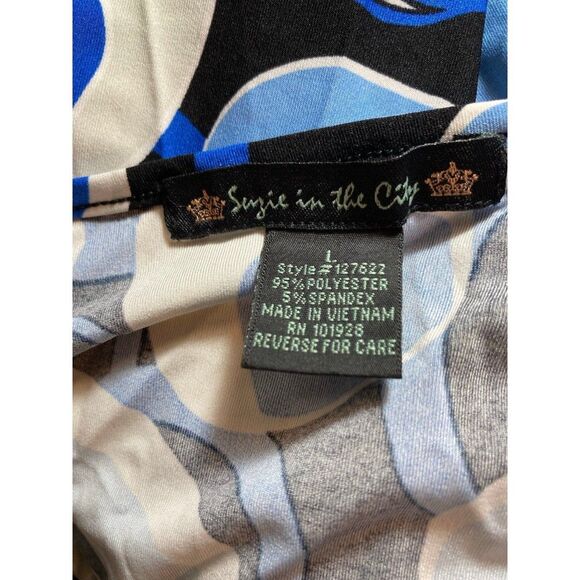 Suzie in the City
L
Style #127622
95%POLYESTER
5%SPANDEX
MADE IN VIETNAM
RN 101928
REVERSE FOR CARE